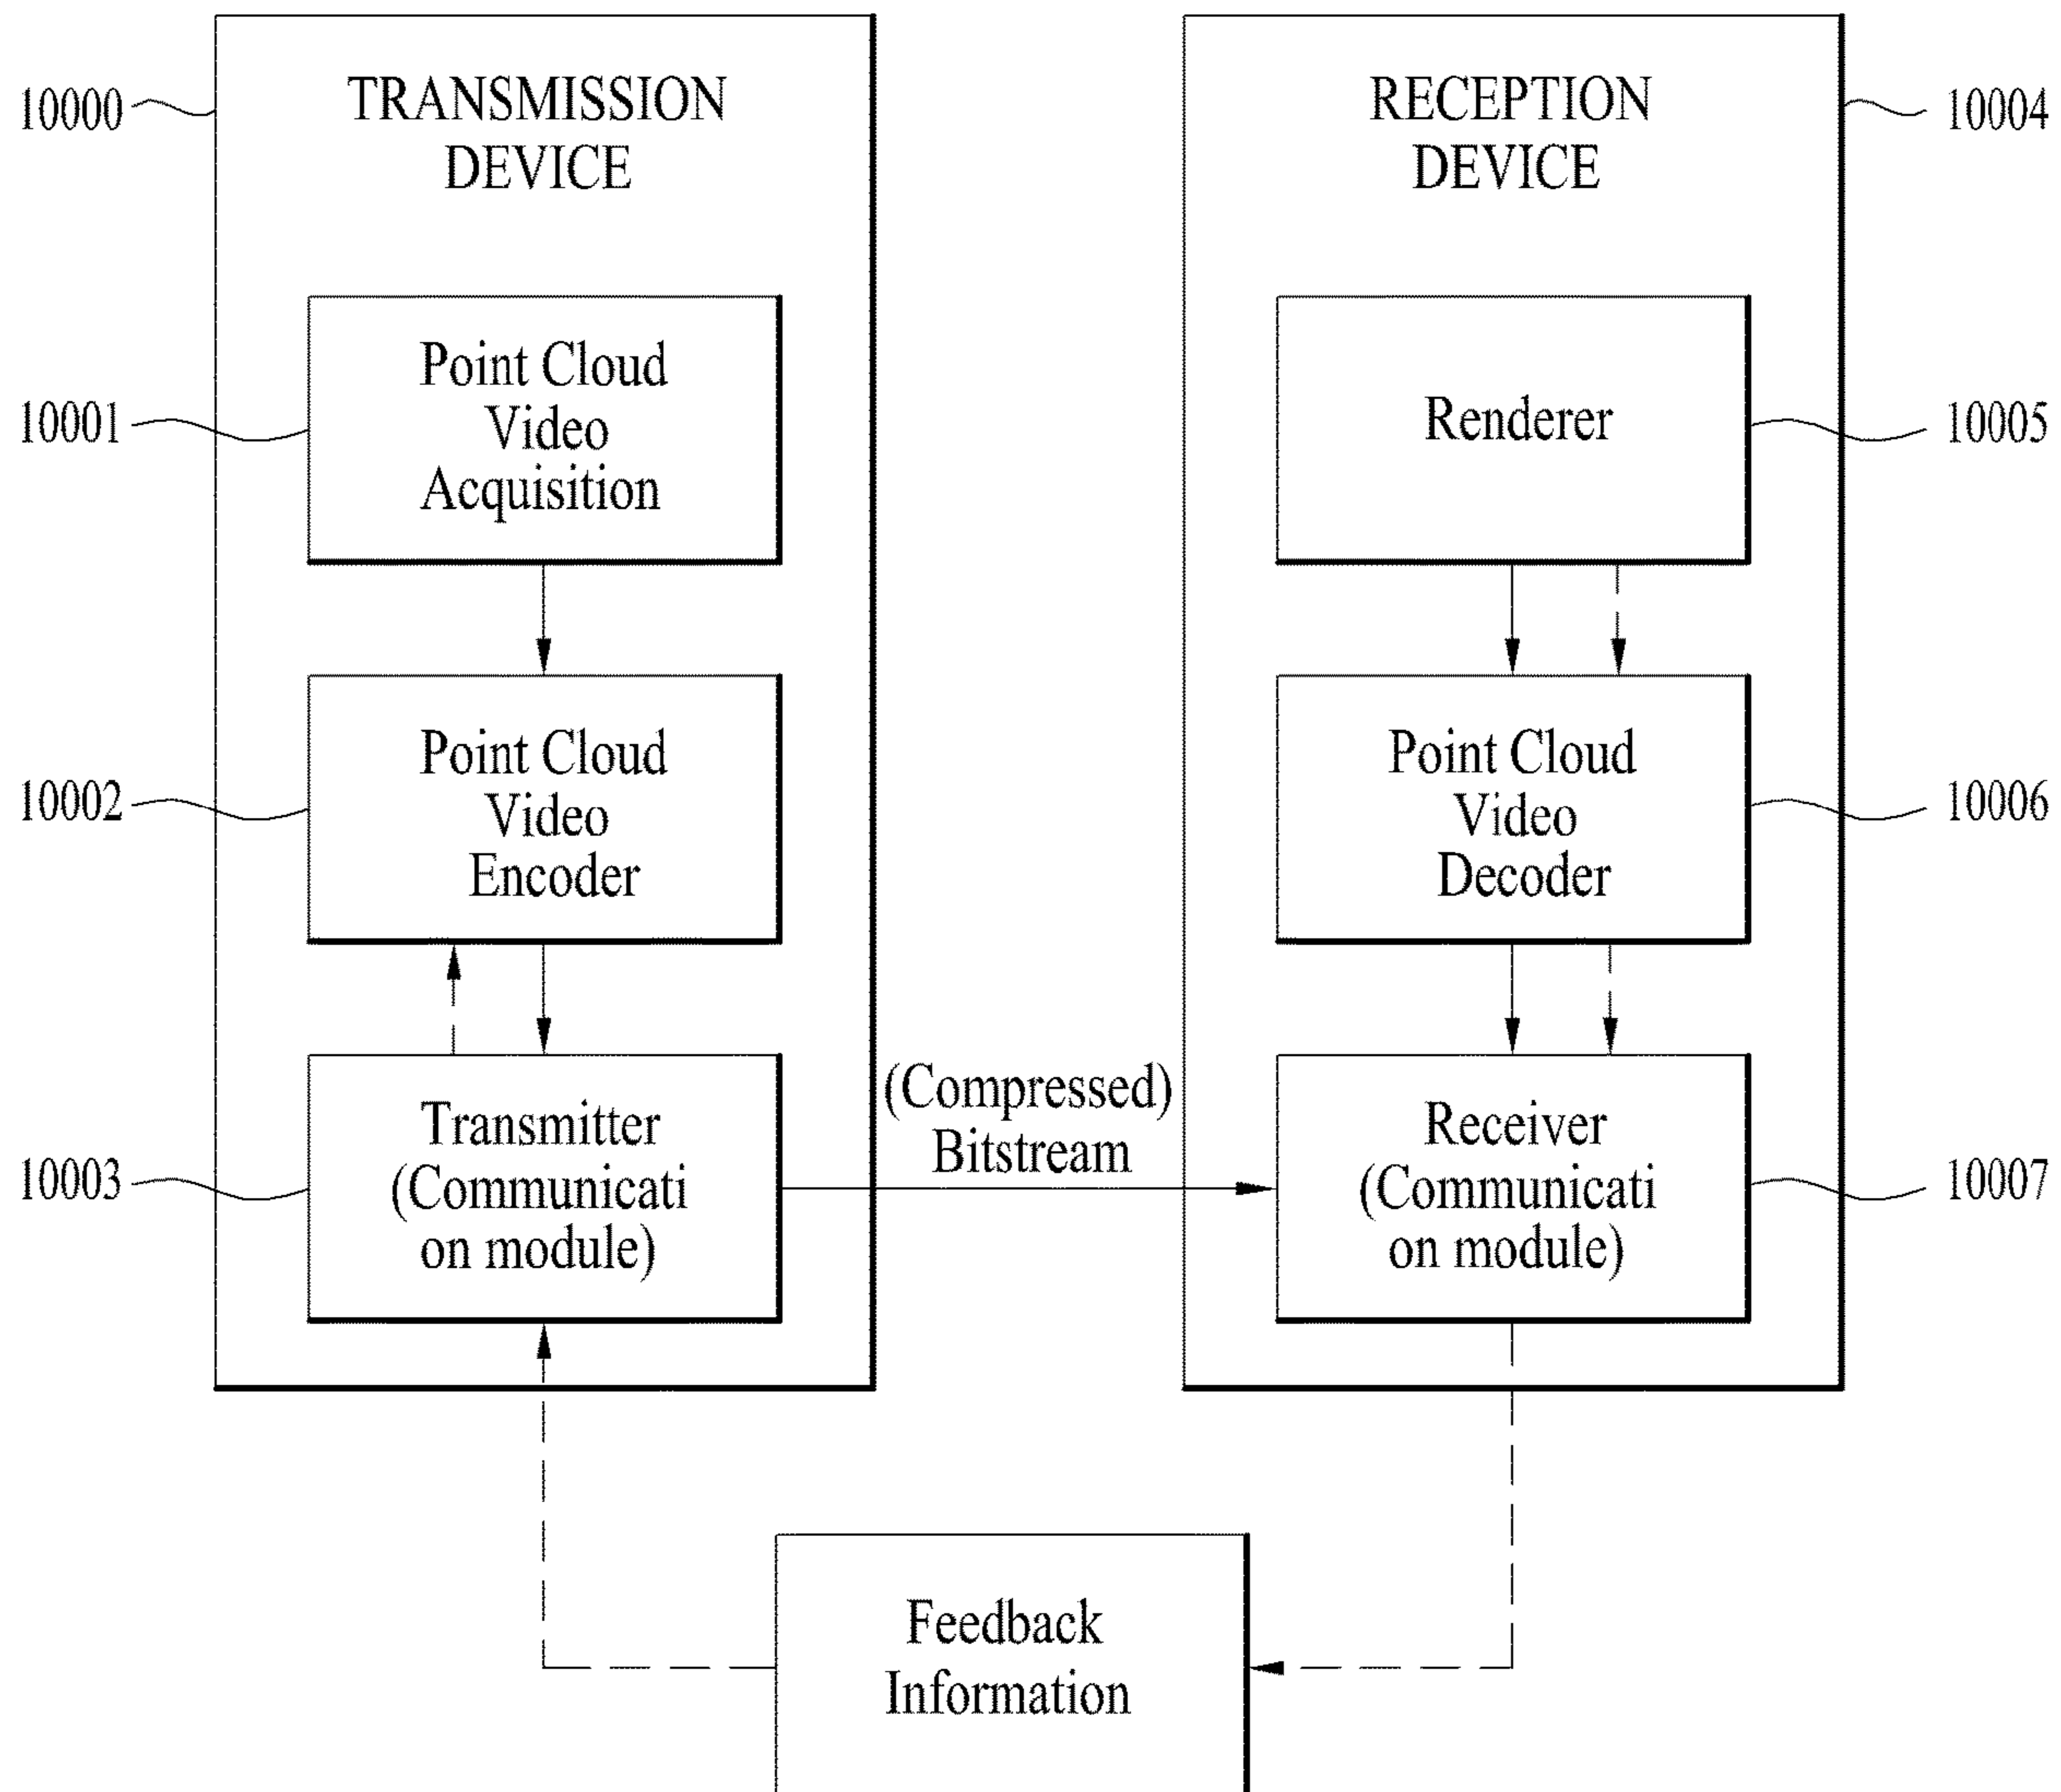 10000
TRANSMISSION
DEVICE
10001
Point Cloud
Video
Acquisition
10002
Point Cloud
Video
Encoder
10003
Transmitter
(Communicati
on module)
(Compressed)
Bitstream
RECEPTION
DEVICE
10004
Renderer
10005
Point Cloud
Video
Decoder
10006
Receiver
(Communicati
on module)
10007
Feedback
Information